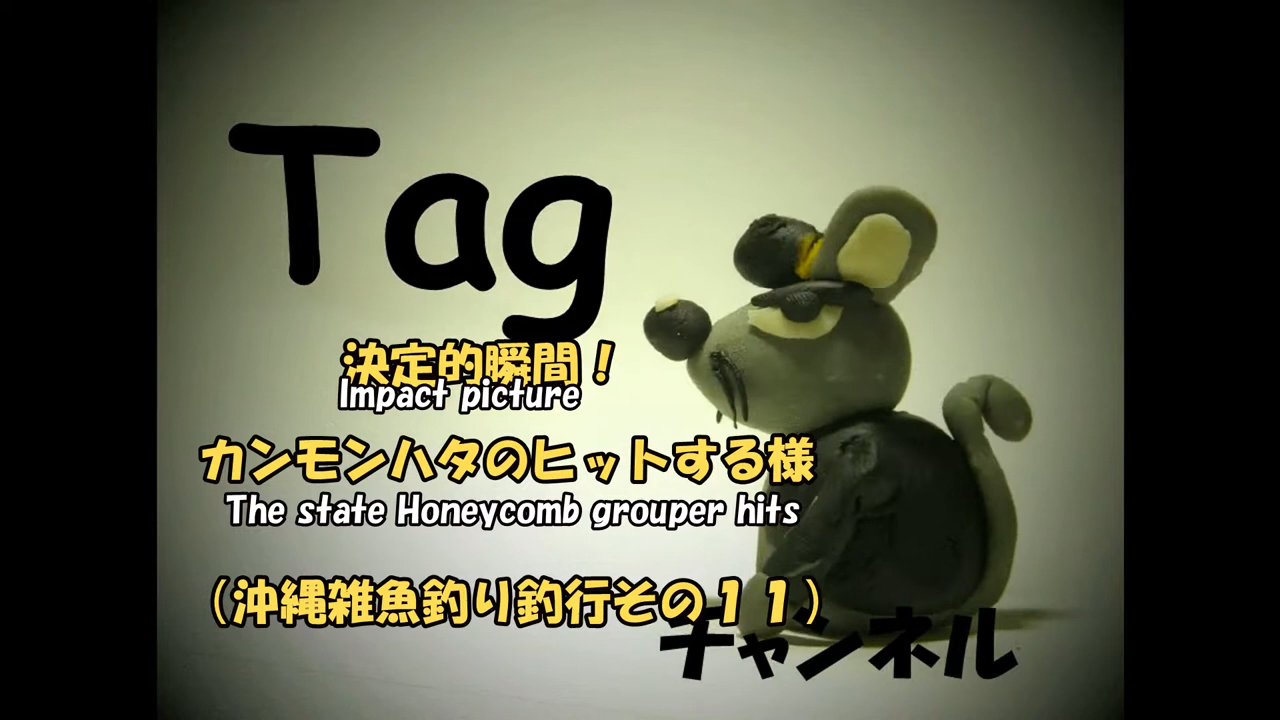 Tag
決定的瞬間！
Impact picture
カンモンハタのヒットする様
The state Honeycomb grouper hits
（沖縄雑魚釣り釣行その１１）
チャンネル